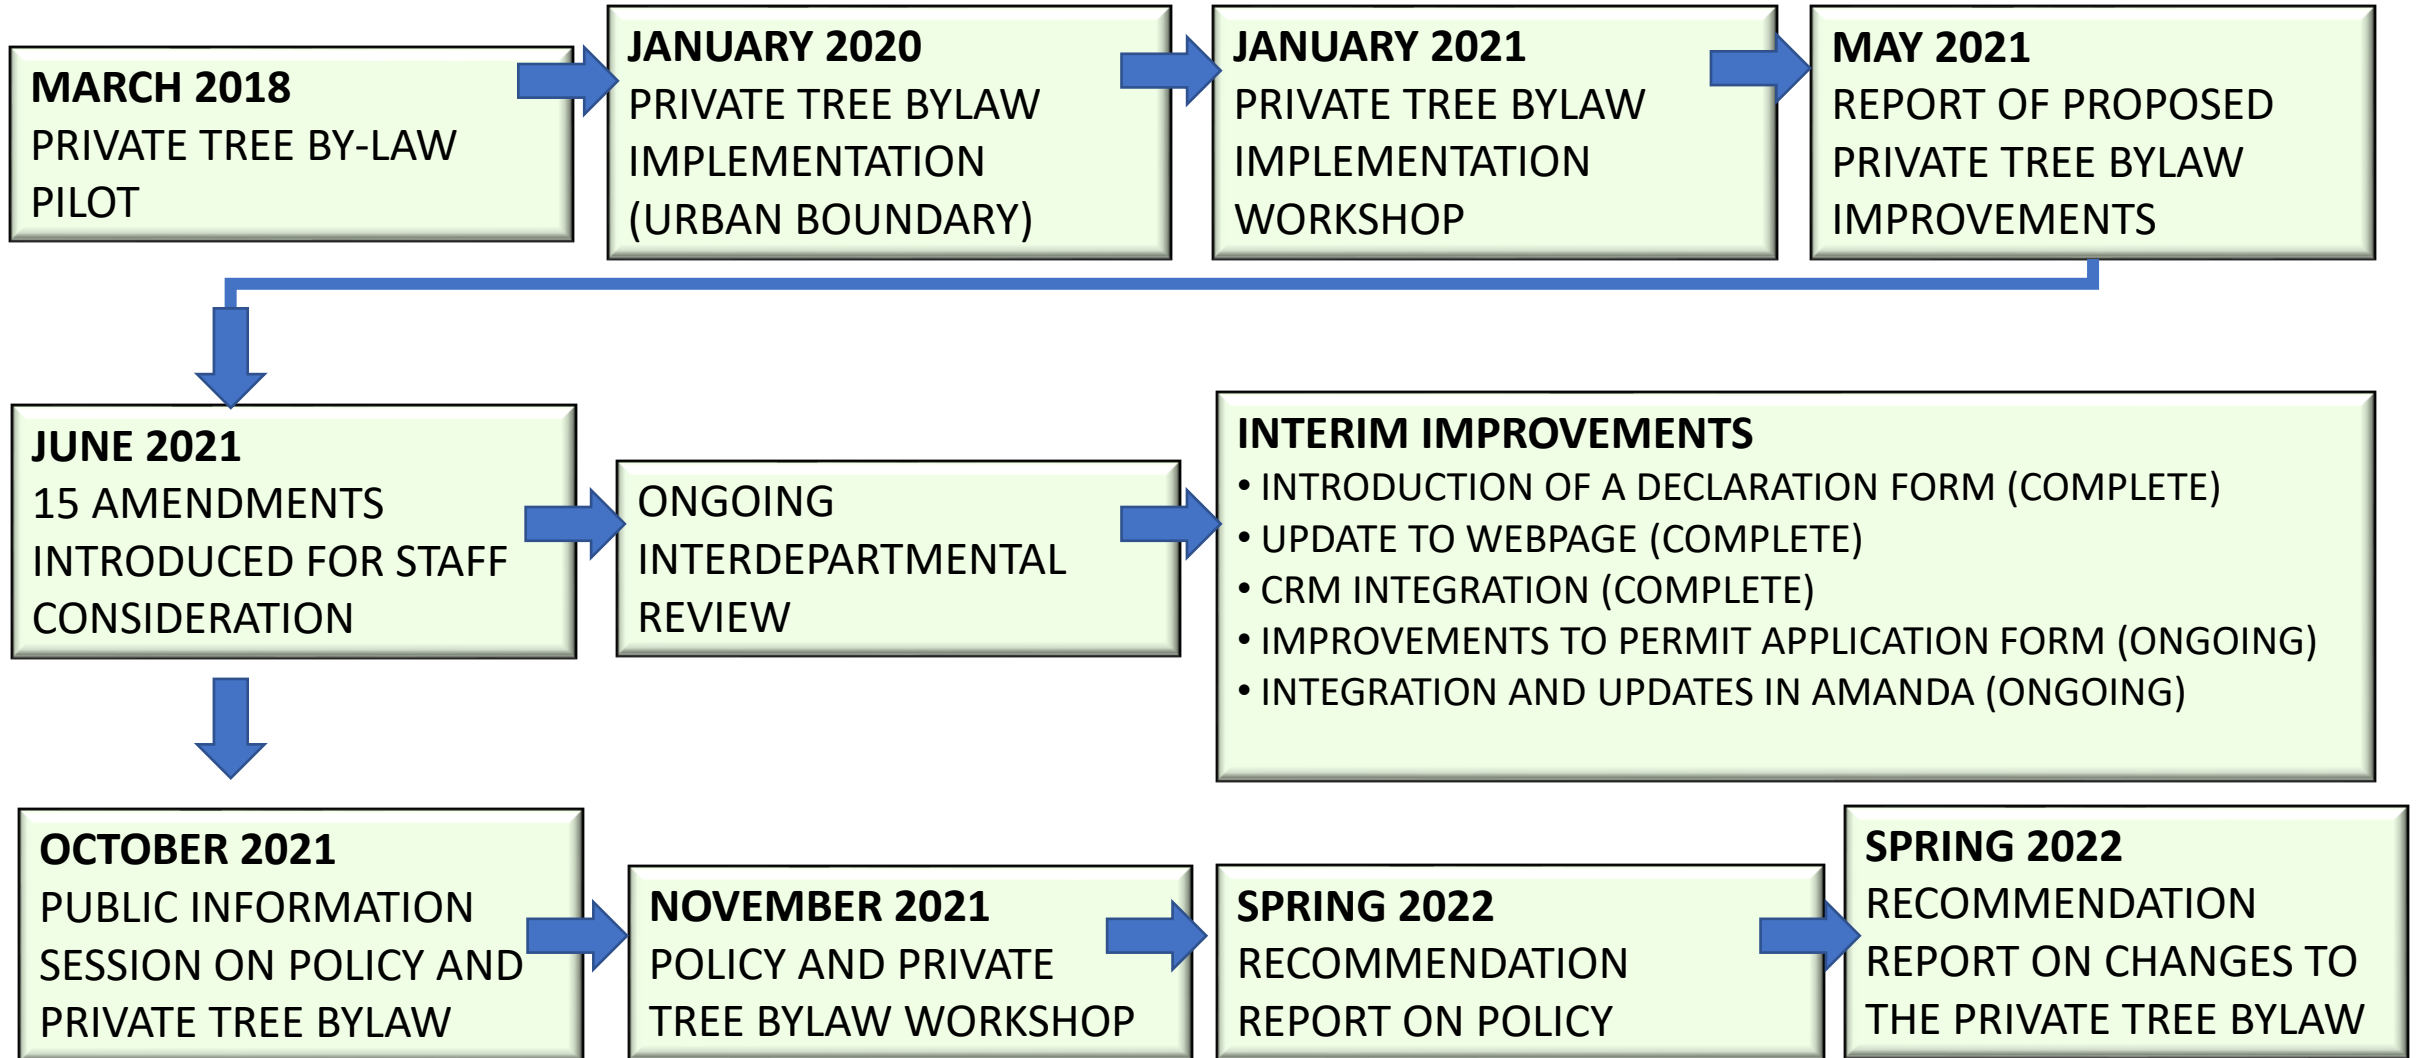 MARCH 2018
PRIVATE TREE BY-LAW
PILOT
JANUARY 2020
PRIVATE TREE BYLAW
IMPLEMENTATION
(URBAN BOUNDARY)
JANUARY 2021
PRIVATE TREE BYLAW
IMPLEMENTATION
WORKSHOP
MAY 2021
REPORT OF PROPOSED
PRIVATE TREE BYLAW
IMPROVEMENTS
JUNE 2021
15 AMENDMENTS
INTRODUCED FOR STAFF
CONSIDERATION
ONGOING
INTERDEPARTMENTAL
REVIEW
INTERIM IMPROVEMENTS
• INTRODUCTION OF A DECLARATION FORM (COMPLETE)
• UPDATE TO WEBPAGE (COMPLETE)
• CRM INTEGRATION (COMPLETE)
• IMPROVEMENTS TO PERMIT APPLICATION FORM (ONGOING)
• INTEGRATION AND UPDATES IN AMANDA (ONGOING)
OCTOBER 2021
PUBLIC INFORMATION
SESSION ON POLICY AND
PRIVATE TREE BYLAW
NOVEMBER 2021
POLICY AND PRIVATE
TREE BYLAW WORKSHOP
SPRING 2022
RECOMMENDATION
REPORT ON POLICY
SPRING 2022
RECOMMENDATION
REPORT ON CHANGES TO
THE PRIVATE TREE BYLAW